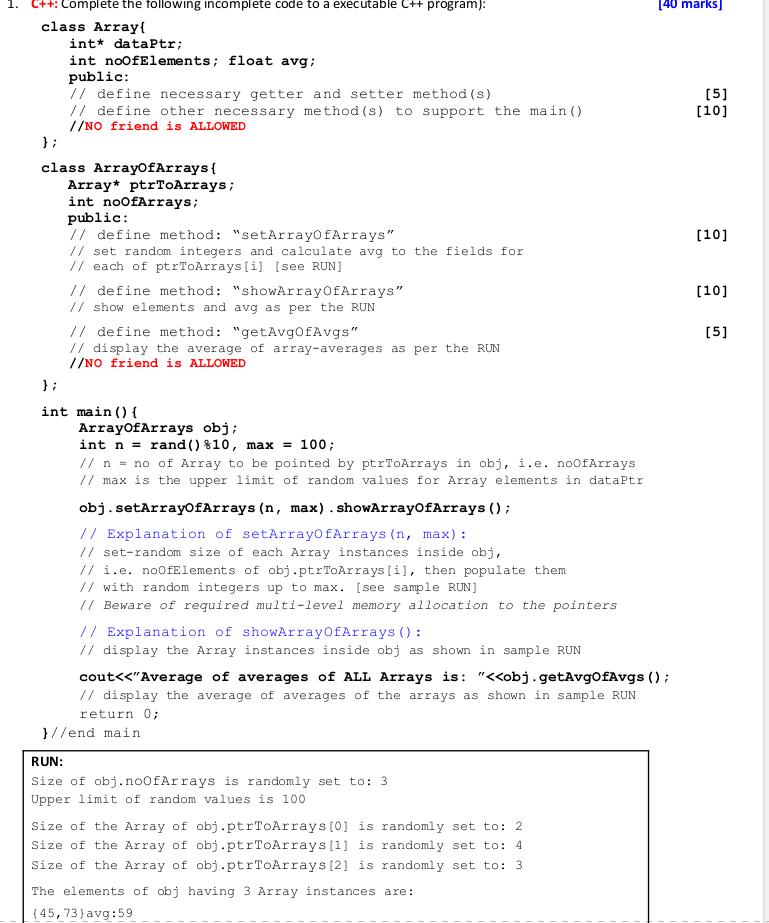 1. C++: Complete the following incomplete code to a executable C++ program): [40 marks]
class Array{
int* dataPtr;
int noOfElements; float avg;
public:
// define necessary getter and setter method(s) [5]
// define other necessary method(s) to support the main() [10]
//NO friend is ALLOWED
};
class ArrayOfArrays{
Array* ptrToArrays;
int noOfArrays;
public:
// define method: “setArrayOfArrays” [10]
// set random integers and calculate avg to the fields for
// each of ptrToArrays[i] [see RUN]
// define method: “showArrayOfArrays” [10]
// show elements and avg as per the RUN
// define method: “getAvgOfAvgs” [5]
// display the average of array-averages as per the RUN
//NO friend is ALLOWED
};
int main(){
ArrayOfArrays obj;
int n = rand()%10, max = 100;
// n = no of Array to be pointed by ptrToArrays in obj, i.e. noOfArrays
// max is the upper limit of random values for Array elements in dataPtr
obj.setArrayOfArrays(n, max).showArrayOfArrays();
// Explanation of setArrayOfArrays(n, max):
// set-random size of each Array instances inside obj,
// i.e. noOfElements of obj.ptrToArrays[i], then populate them
// with random integers up to max. [see sample RUN]
// Beware of required multi-level memory allocation to the pointers
// Explanation of showArrayOfArrays():
// display the Array instances inside obj as shown in sample RUN
cout<<”Average of averages of ALL Arrays is: ”<<obj.getAvgOfAvgs();
// display the average of averages of the arrays as shown in sample RUN
return 0;
}//end main
RUN:
Size of obj.noOfArrays is randomly set to: 3
Upper limit of random values is 100
Size of the Array of obj.ptrToArrays[0] is randomly set to: 2
Size of the Array of obj.ptrToArrays[1] is randomly set to: 4
Size of the Array of obj.ptrToArrays[2] is randomly set to: 3
The elements of obj having 3 Array instances are:
{45,73}avg:59